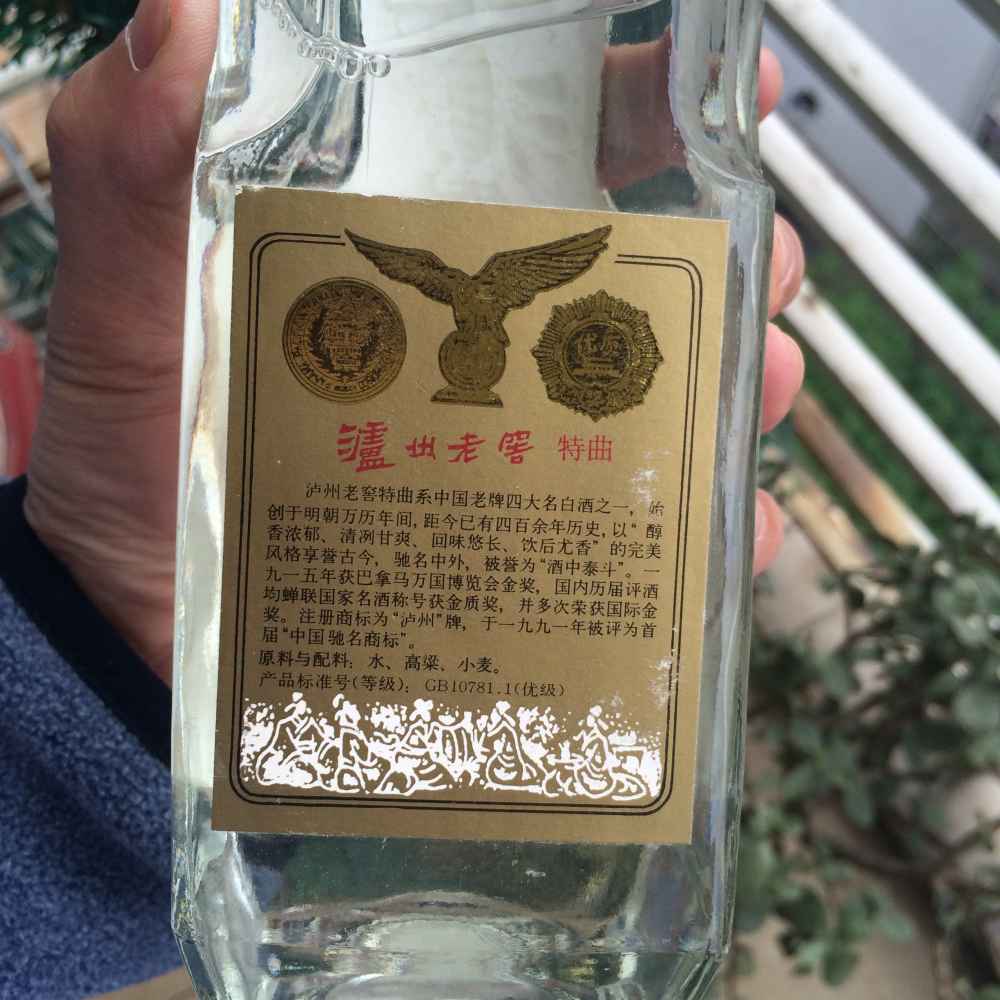 泸州老窖 特曲
泸州老窖特曲系中国老牌四大名白酒之一，始
创于明朝万历年间，距今已有四百余年历史，以“醇
香浓郁、清冽甘爽、回味悠长、饮后尤香”的完美
风格享誉古今，驰名中外，被誉为“酒中泰斗”。一
九一五年获巴拿马万国博览会金奖，国内历届评酒
均蝉联国家名酒称号获金质奖，并多次荣获国际金
奖。注册商标为“泸州”牌，于一九九一年被评为首
届“中国驰名商标”。
原料与配料：水、高粱、小麦。
产品标准号(等级)：GB10781.1(优级)